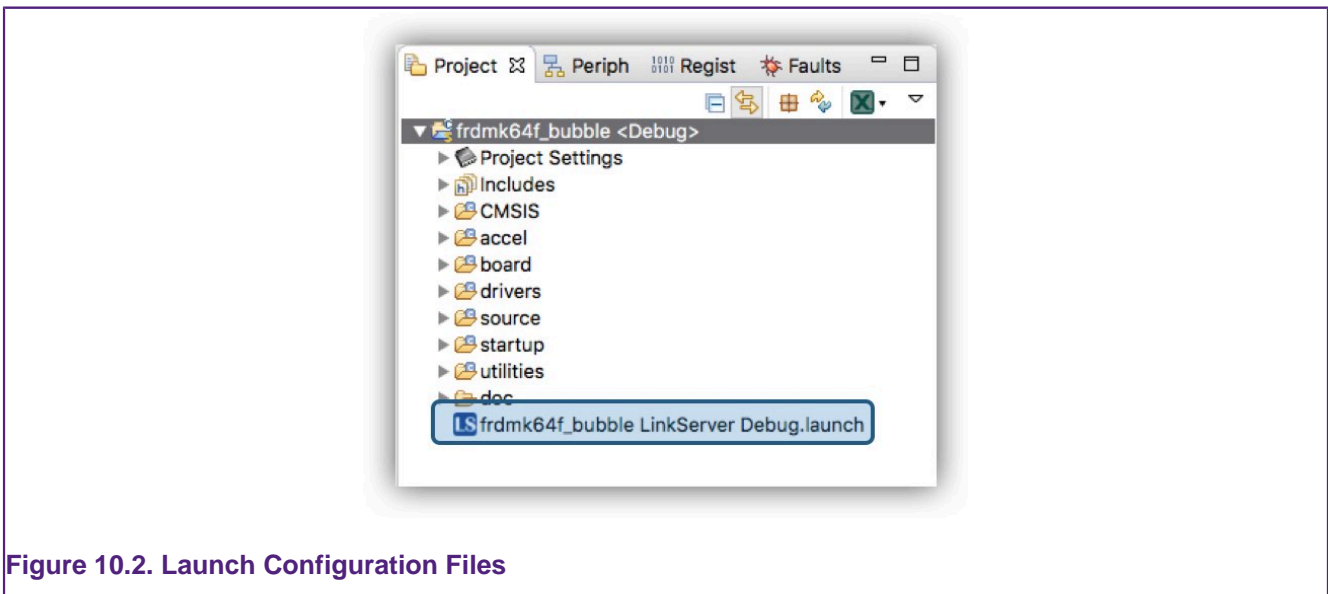 Project Periph Regist Faults
frdmk64f_bubble <Debug>
Project Settings
Includes
CMSIS
accel
board
drivers
source
startup
utilities
doc
LS frdmk64f_bubble LinkServer Debug.launch
Figure 10.2. Launch Configuration Files